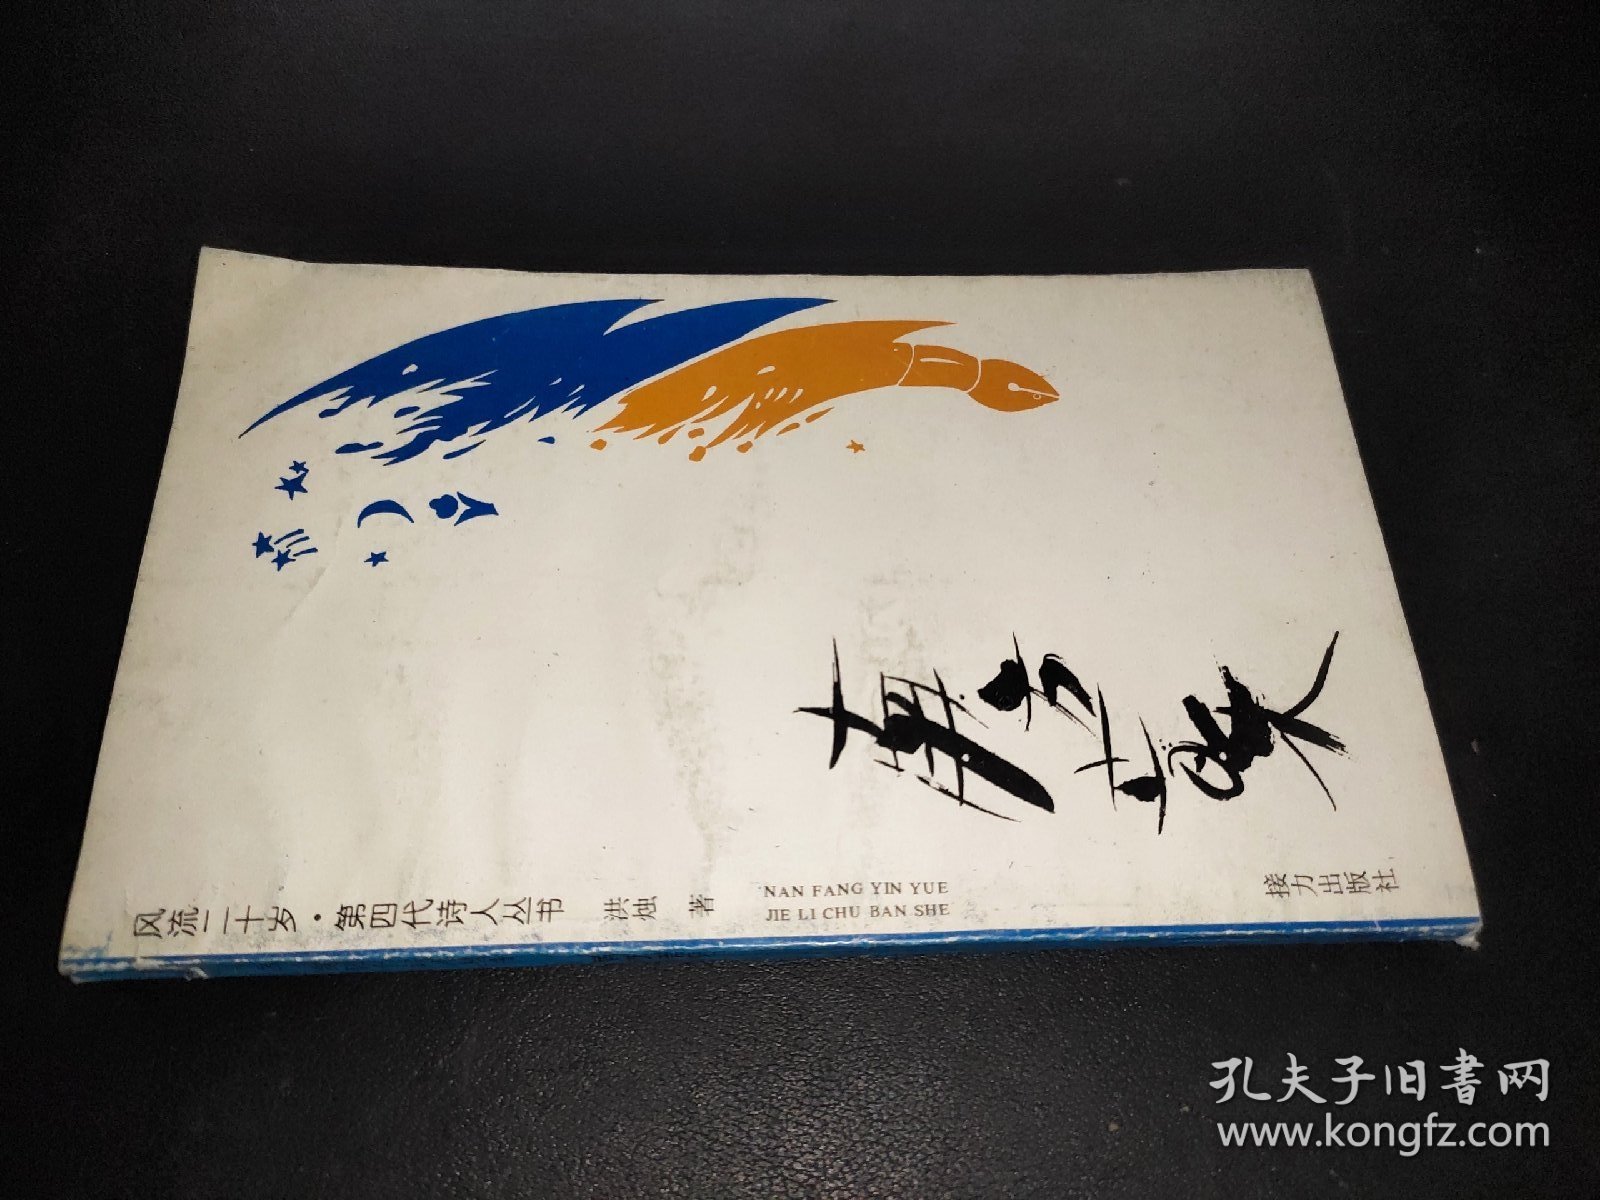 风流二十岁·第四代诗人丛书
洪烛 著
南方音乐
NAN FANG YIN YUE
JIE LI CHU BAN SHE
接力出版社
孔夫子旧书网
www.kongfz.com